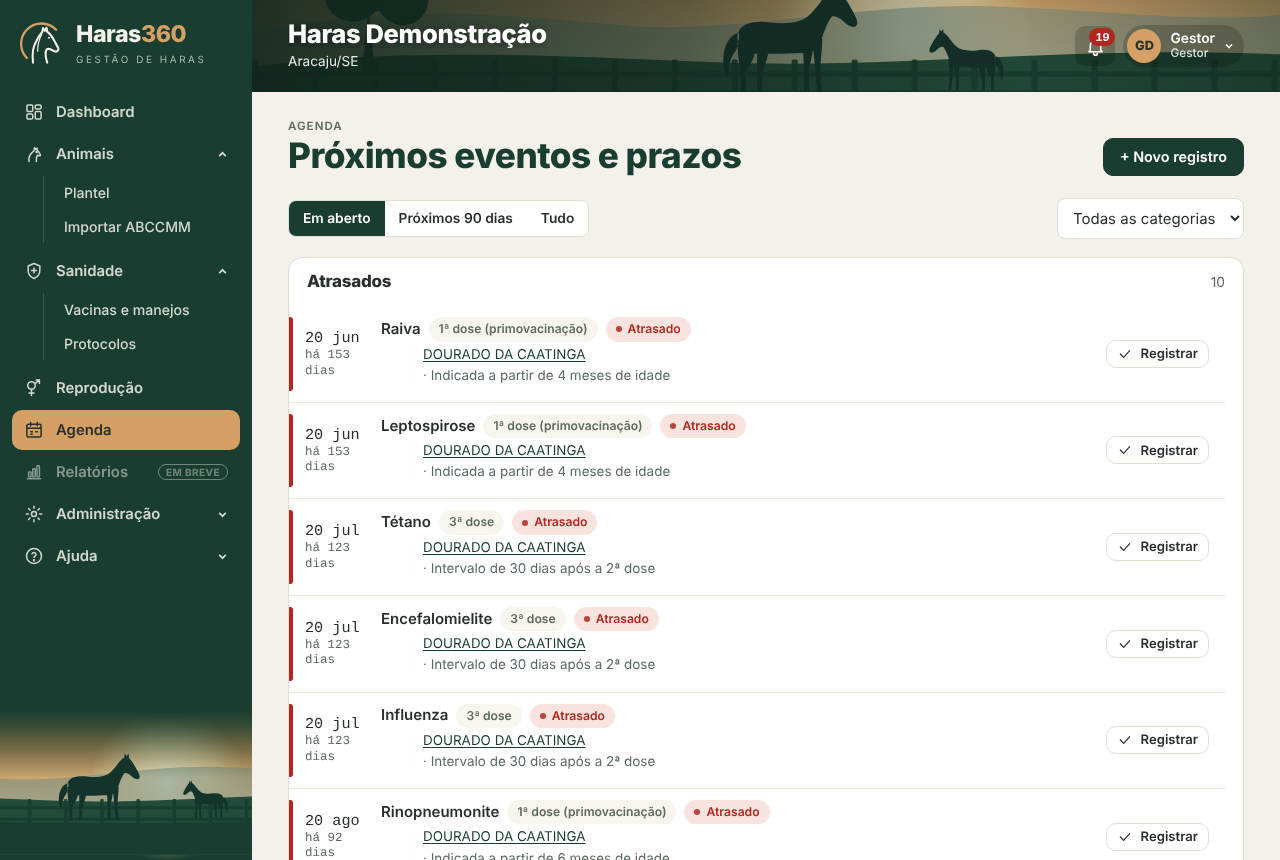 Haras360
GESTÃO DE HARAS
Dashboard
Animais
Plantel
Importar ABCCMM
Sanidade
Vacinas e manejos
Protocolos
Reprodução
Agenda
Relatórios EM BREVE
Administração
Ajuda
Haras Demonstração
Aracaju/SE
19
GD
Gestor
Gestor
AGENDA
Próximos eventos e prazos
+ Novo registro
Em aberto Próximos 90 dias Tudo
Todas as categorias
Atrasados 10
20 jun
há 153
dias
Raiva 1ª dose (primovacinação) Atrasado
DOURADO DA CAATINGA
· Indicada a partir de 4 meses de idade
Registrar
20 jun
há 153
dias
Leptospirose 1ª dose (primovacinação) Atrasado
DOURADO DA CAATINGA
· Indicada a partir de 4 meses de idade
Registrar
20 jul
há 123
dias
Tétano 3ª dose Atrasado
DOURADO DA CAATINGA
· Intervalo de 30 dias após a 2ª dose
Registrar
20 jul
há 123
dias
Encefalomielite 3ª dose Atrasado
DOURADO DA CAATINGA
· Intervalo de 30 dias após a 2ª dose
Registrar
20 jul
há 123
dias
Influenza 3ª dose Atrasado
DOURADO DA CAATINGA
· Intervalo de 30 dias após a 2ª dose
Registrar
20 ago
há 92
dias
Rinopneumonite 1ª dose (primovacinação) Atrasado
DOURADO DA CAATINGA
· Indicada a partir de 6 meses de idade
Registrar